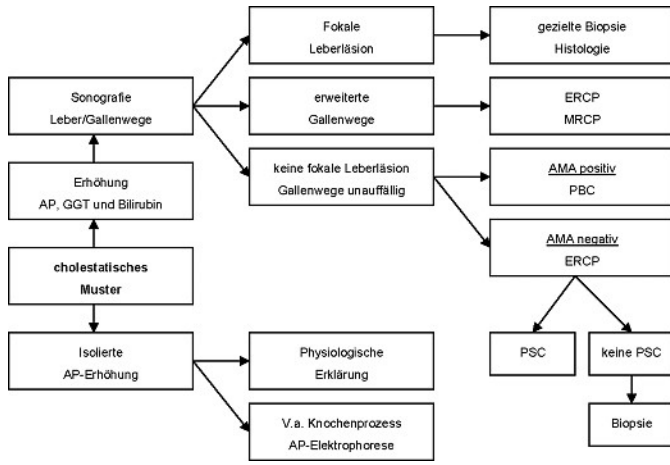 Fokale
Leberläsion
gezielte Biopsie
Histologie
Sonografie
Leber/Gallenwege
erweiterte
Gallenwege
ERCP
MRCP
Erhöhung
AP, GGT und Bilirubin
keine fokale Leberläsion
Gallenwege unauffällig
AMA positiv
PBC
AMA negativ
ERCP
cholestatisches
Muster
Isolierte
AP-Erhöhung
Physiologische
Erklärung
PSC
keine PSC
V.a. Knochenprozess
AP-Elektrophorese
Biopsie